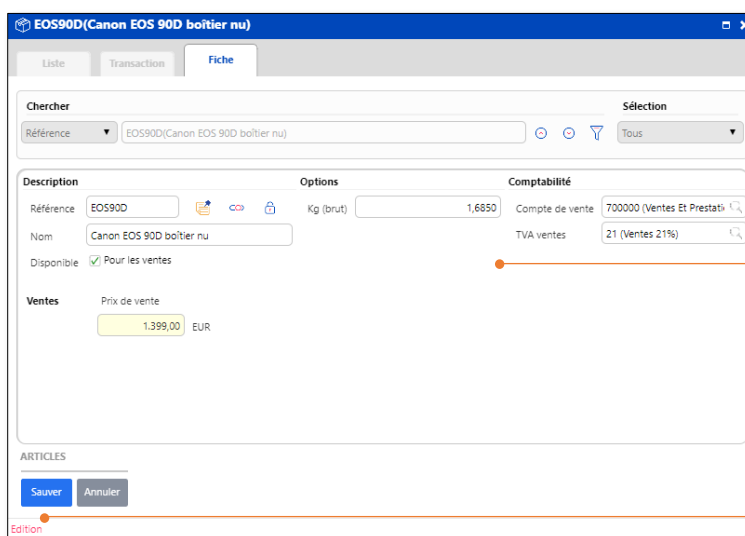 EOS90D(Canon EOS 90D boîtier nu)
Liste Transaction Fiche
Chercher Sélection
Référence EOS90D(Canon EOS 90D boîtier nu) Tous
Description Options Comptabilité
Référence EOS90D Kg (brut) 1,6850 Compte de vente 700000 (Ventes Et Prestati
Nom Canon EOS 90D boîtier nu TVA ventes 21 (Ventes 21%)
Disponible Pour les ventes
Ventes Prix de vente
1.399,00 EUR
ARTICLES
Sauver Annuler
Edition